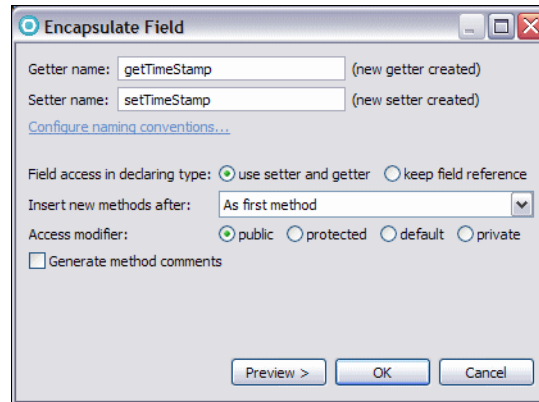 Encapsulate Field
Getter name: getTimeStamp (new getter created)
Setter name: setTimeStamp (new setter created)
Configure naming conventions...
Field access in declaring type: use setter and getter keep field reference
Insert new methods after: As first method
Access modifier: public protected default private
Generate method comments
Preview > OK Cancel